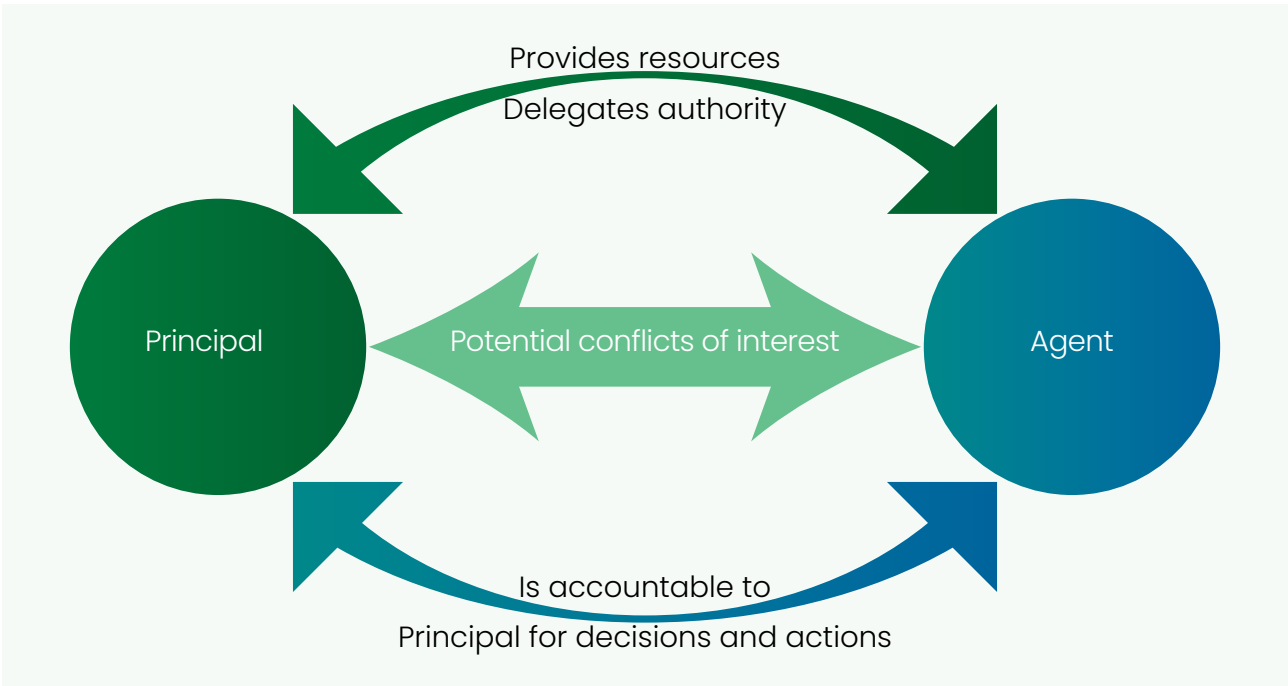 Provides resources
Delegates authority
Principal
Potential conflicts of interest
Agent
Is accountable to
Principal for decisions and actions